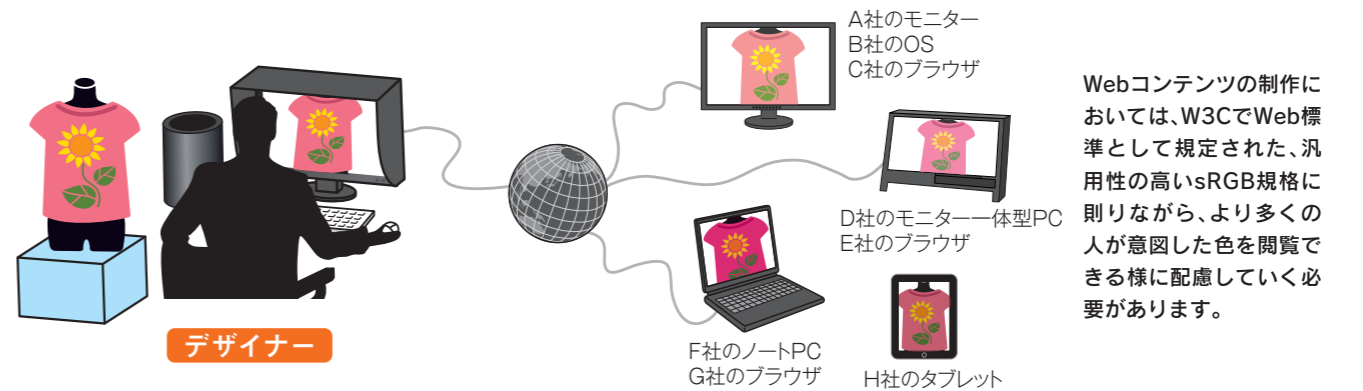 A社のモニター
B社のOS
C社のブラウザ
D社のモニター一体型PC
E社のブラウザ
F社のノートPC
G社のブラウザ
H社のタブレット
デザイナー
Webコンテンツの制作に
おいては、W3CでWeb標
準として規定された、汎
用性の高いsRGB規格に
則りながら、より多くの
人が意図した色を閲覧で
きる様に配慮していく必
要があります。